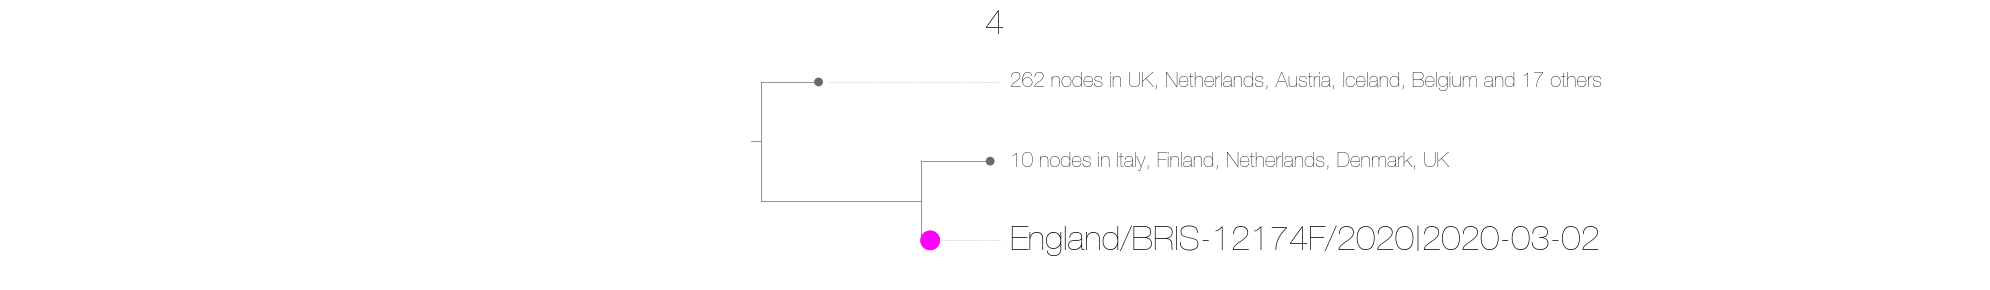 4
262 nodes in UK, Netherlands, Austria, Iceland, Belgium and 17 others
10 nodes in Italy, Finland, Netherlands, Denmark, UK
England/BRIS-12174F/2020|2020-03-02